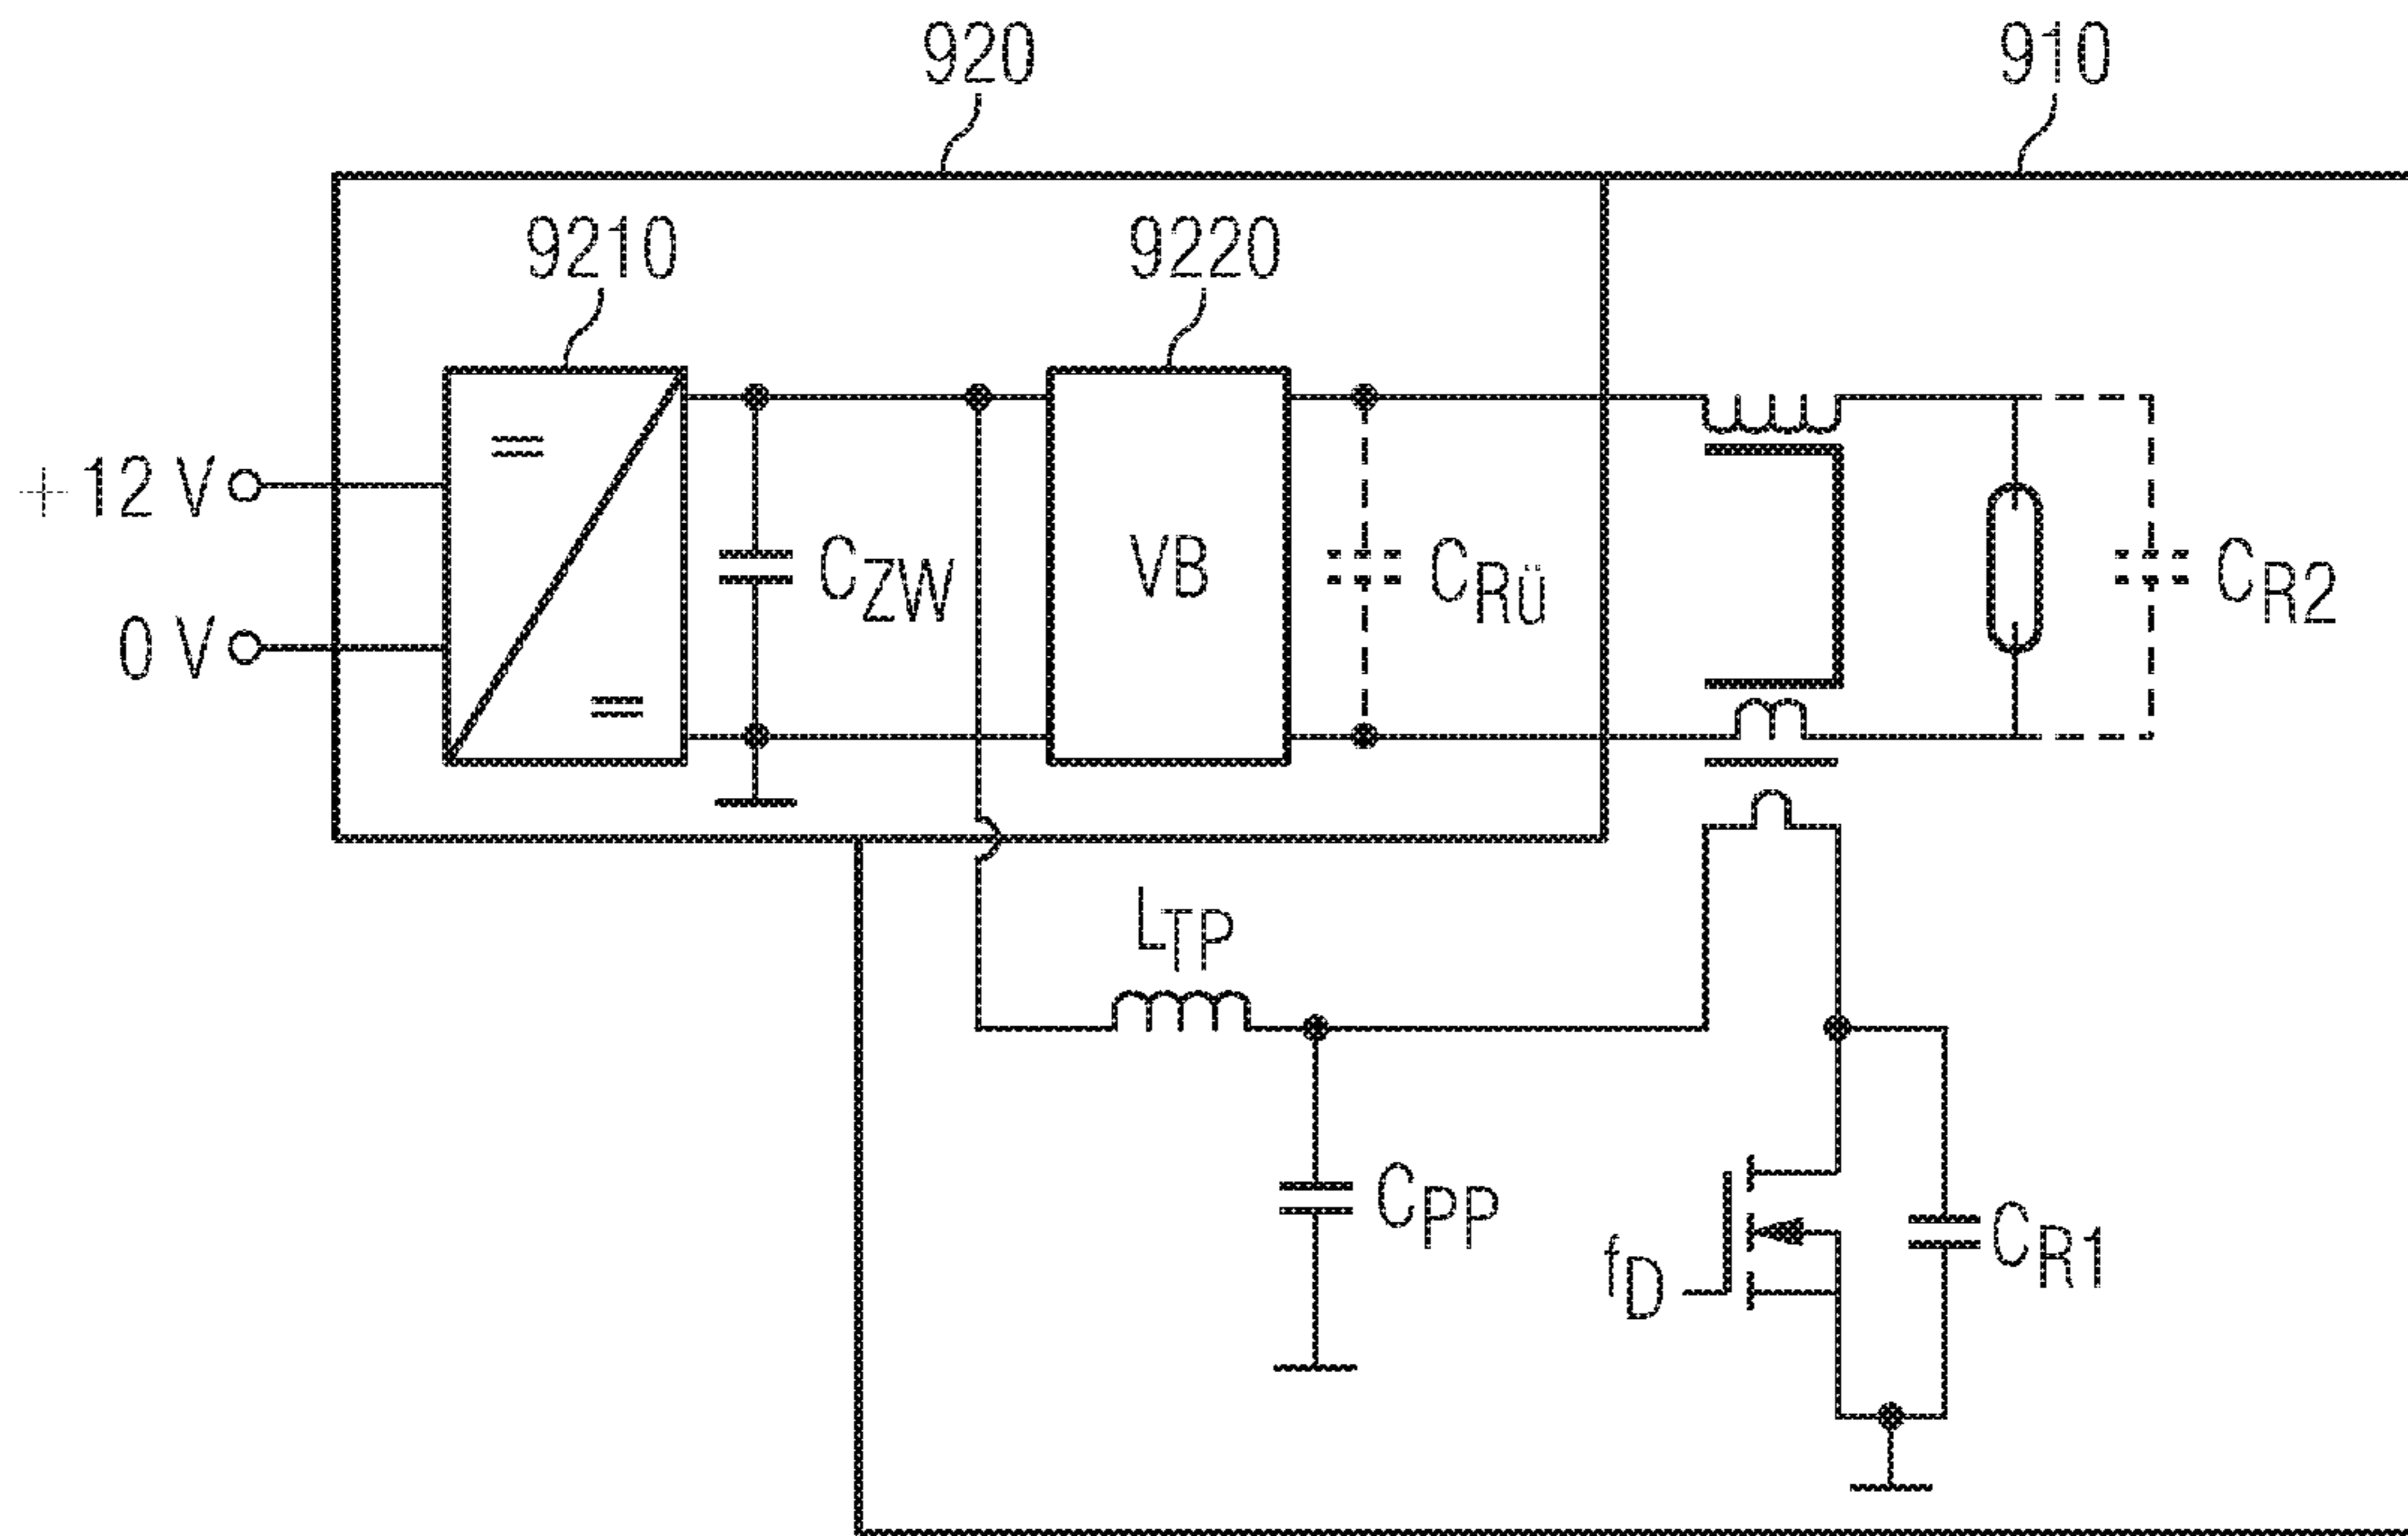 920
910
9210
9220
+12 V
0 V
C_ZW
VB
C_Rü
C_R2
L_TP
C_PP
f_D
C_R1